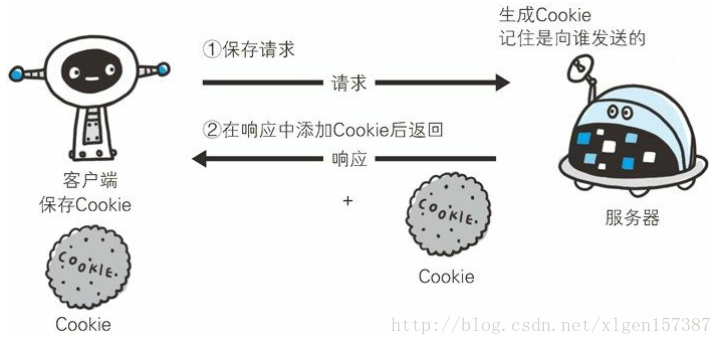 生成Cookie
记住是向谁发送的
①保存请求
请求
②在响应中添加Cookie后返回
响应
客户端
保存Cookie
+
COOKIE.
服务器
COOKIE.
Cookie
Cookie
http://blog.csdn.net/xlgen157387